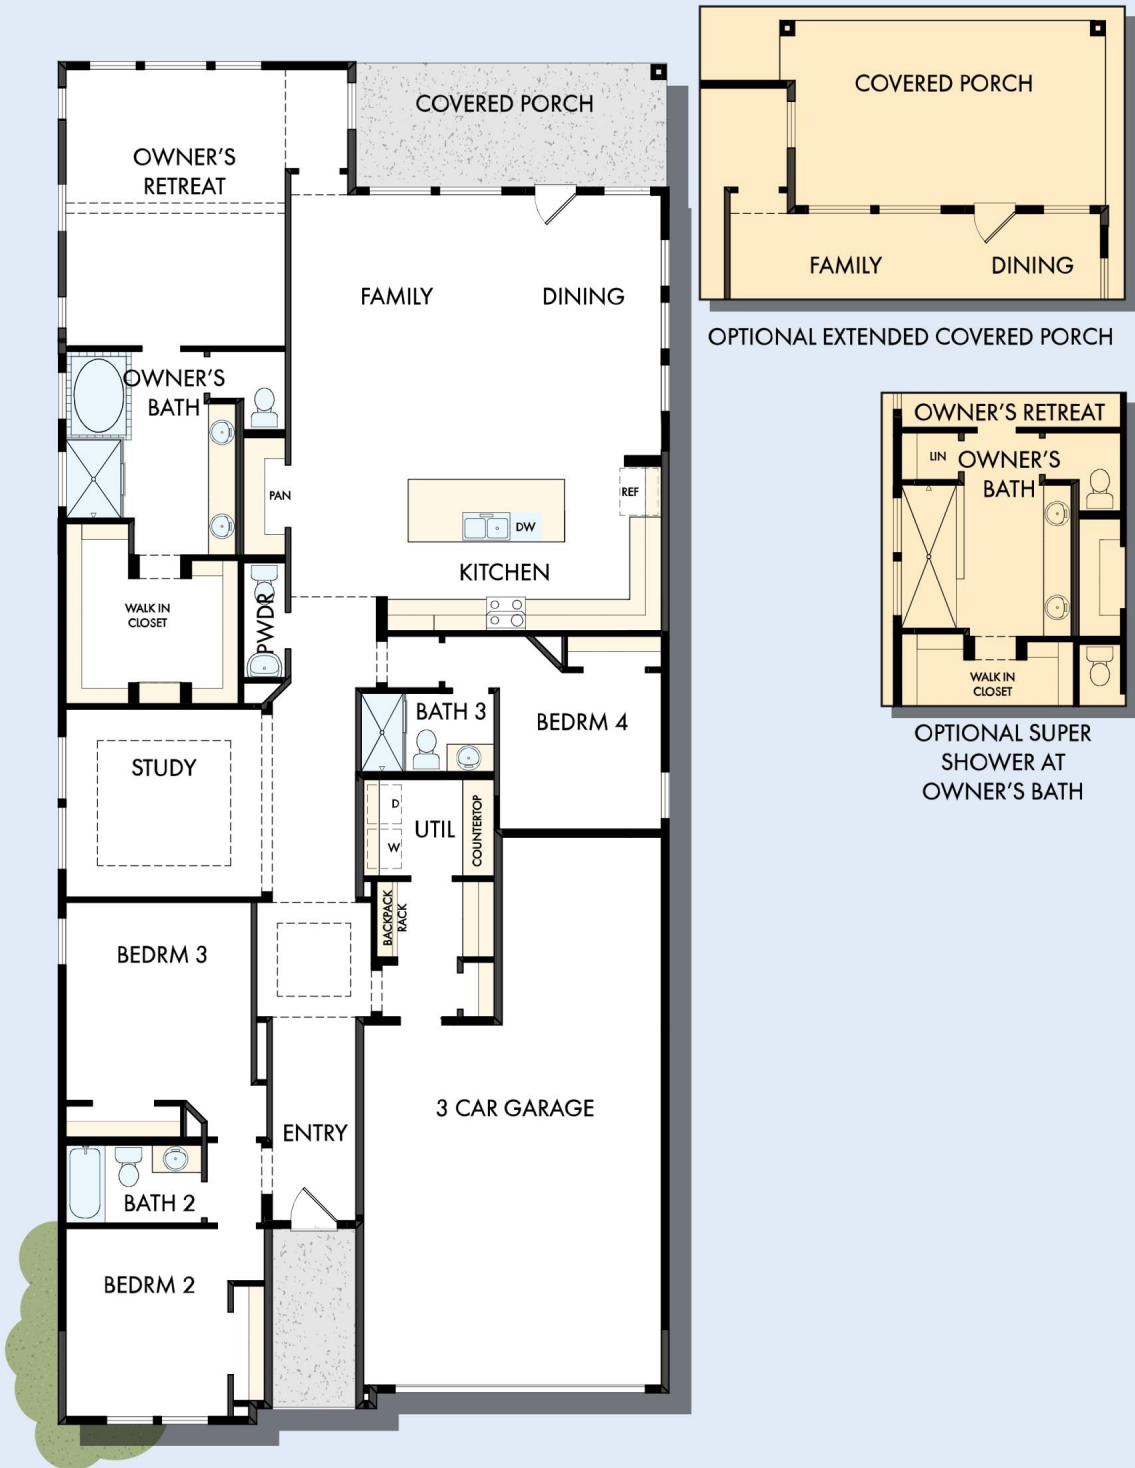 COVERED PORCH
OWNER'S
RETREAT
FAMILY
DINING
OWNER'S
BATH
PAN
REF
DW
KITCHEN
WALK IN
CLOSET
PWDR
BATH 3
BEDRM 4
STUDY
D
W
UTIL
COUNTERTOP
BACKPACK
RACK
BEDRM 3
3 CAR GARAGE
ENTRY
BATH 2
BEDRM 2
COVERED PORCH
FAMILY
DINING
OPTIONAL EXTENDED COVERED PORCH
OWNER'S RETREAT
LIN
OWNER'S
BATH
WALK IN
CLOSET
OPTIONAL SUPER
SHOWER AT
OWNER'S BATH